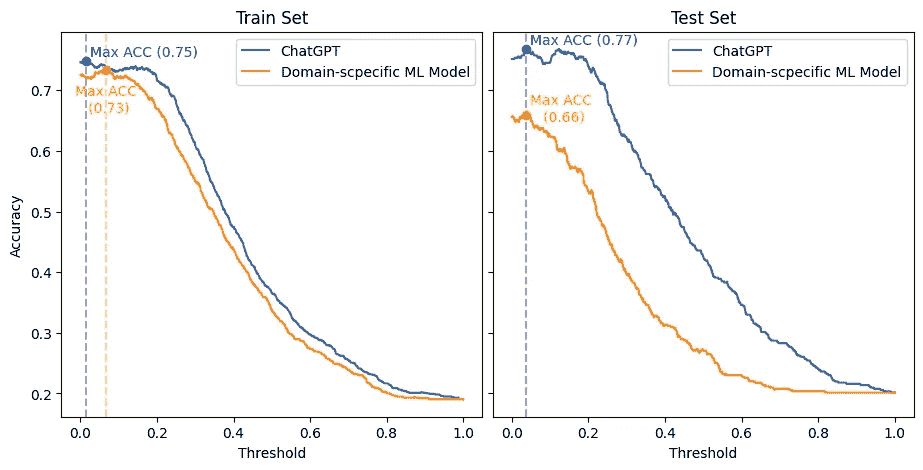 Train Set
Max ACC (0.75)
Max ACC
(0.73)
ChatGPT
Domain-scpecific ML Model
0.7
0.6
0.5
0.4
0.3
0.2
Accuracy
0.0 0.2 0.4 0.6 0.8 1.0
Threshold
Test Set
Max ACC (0.77)
Max ACC
(0.66)
ChatGPT
Domain-scpecific ML Model
0.0 0.2 0.4 0.6 0.8 1.0
Threshold